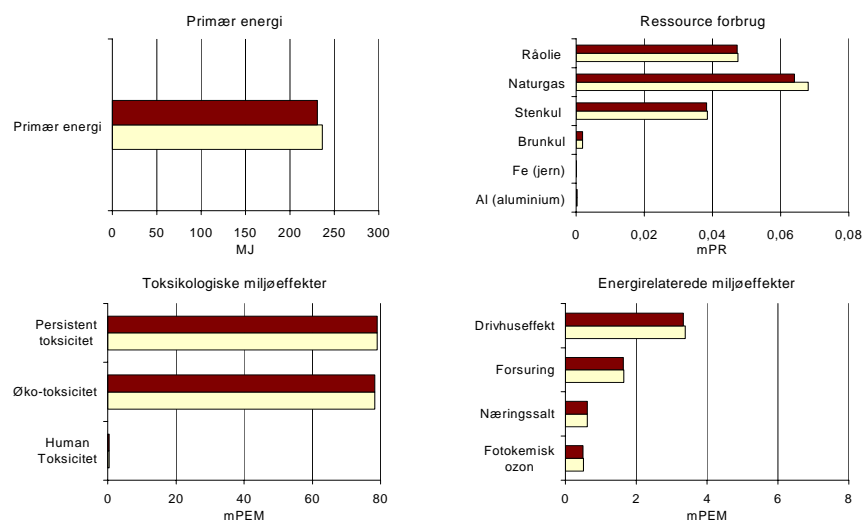 Primær energi
Primær energi
0 50 100 150 200 250 300
MJ
Ressource forbrug
Råolie
Naturgas
Stenkul
Brunkul
Fe (jern)
Al (aluminium)
0 0,02 0,04 0,06 0,08
mPR
Toksikologiske miljøeffekter
Persistent
toksicitet
Øko-toksicitet
Human
Toksicitet
0 20 40 60 80
mPEM
Energirelaterede miljøeffekter
Drivhuseffekt
Forsuring
Næringssalt
Fotokemisk
ozon
0 2 4 6 8
mPEM